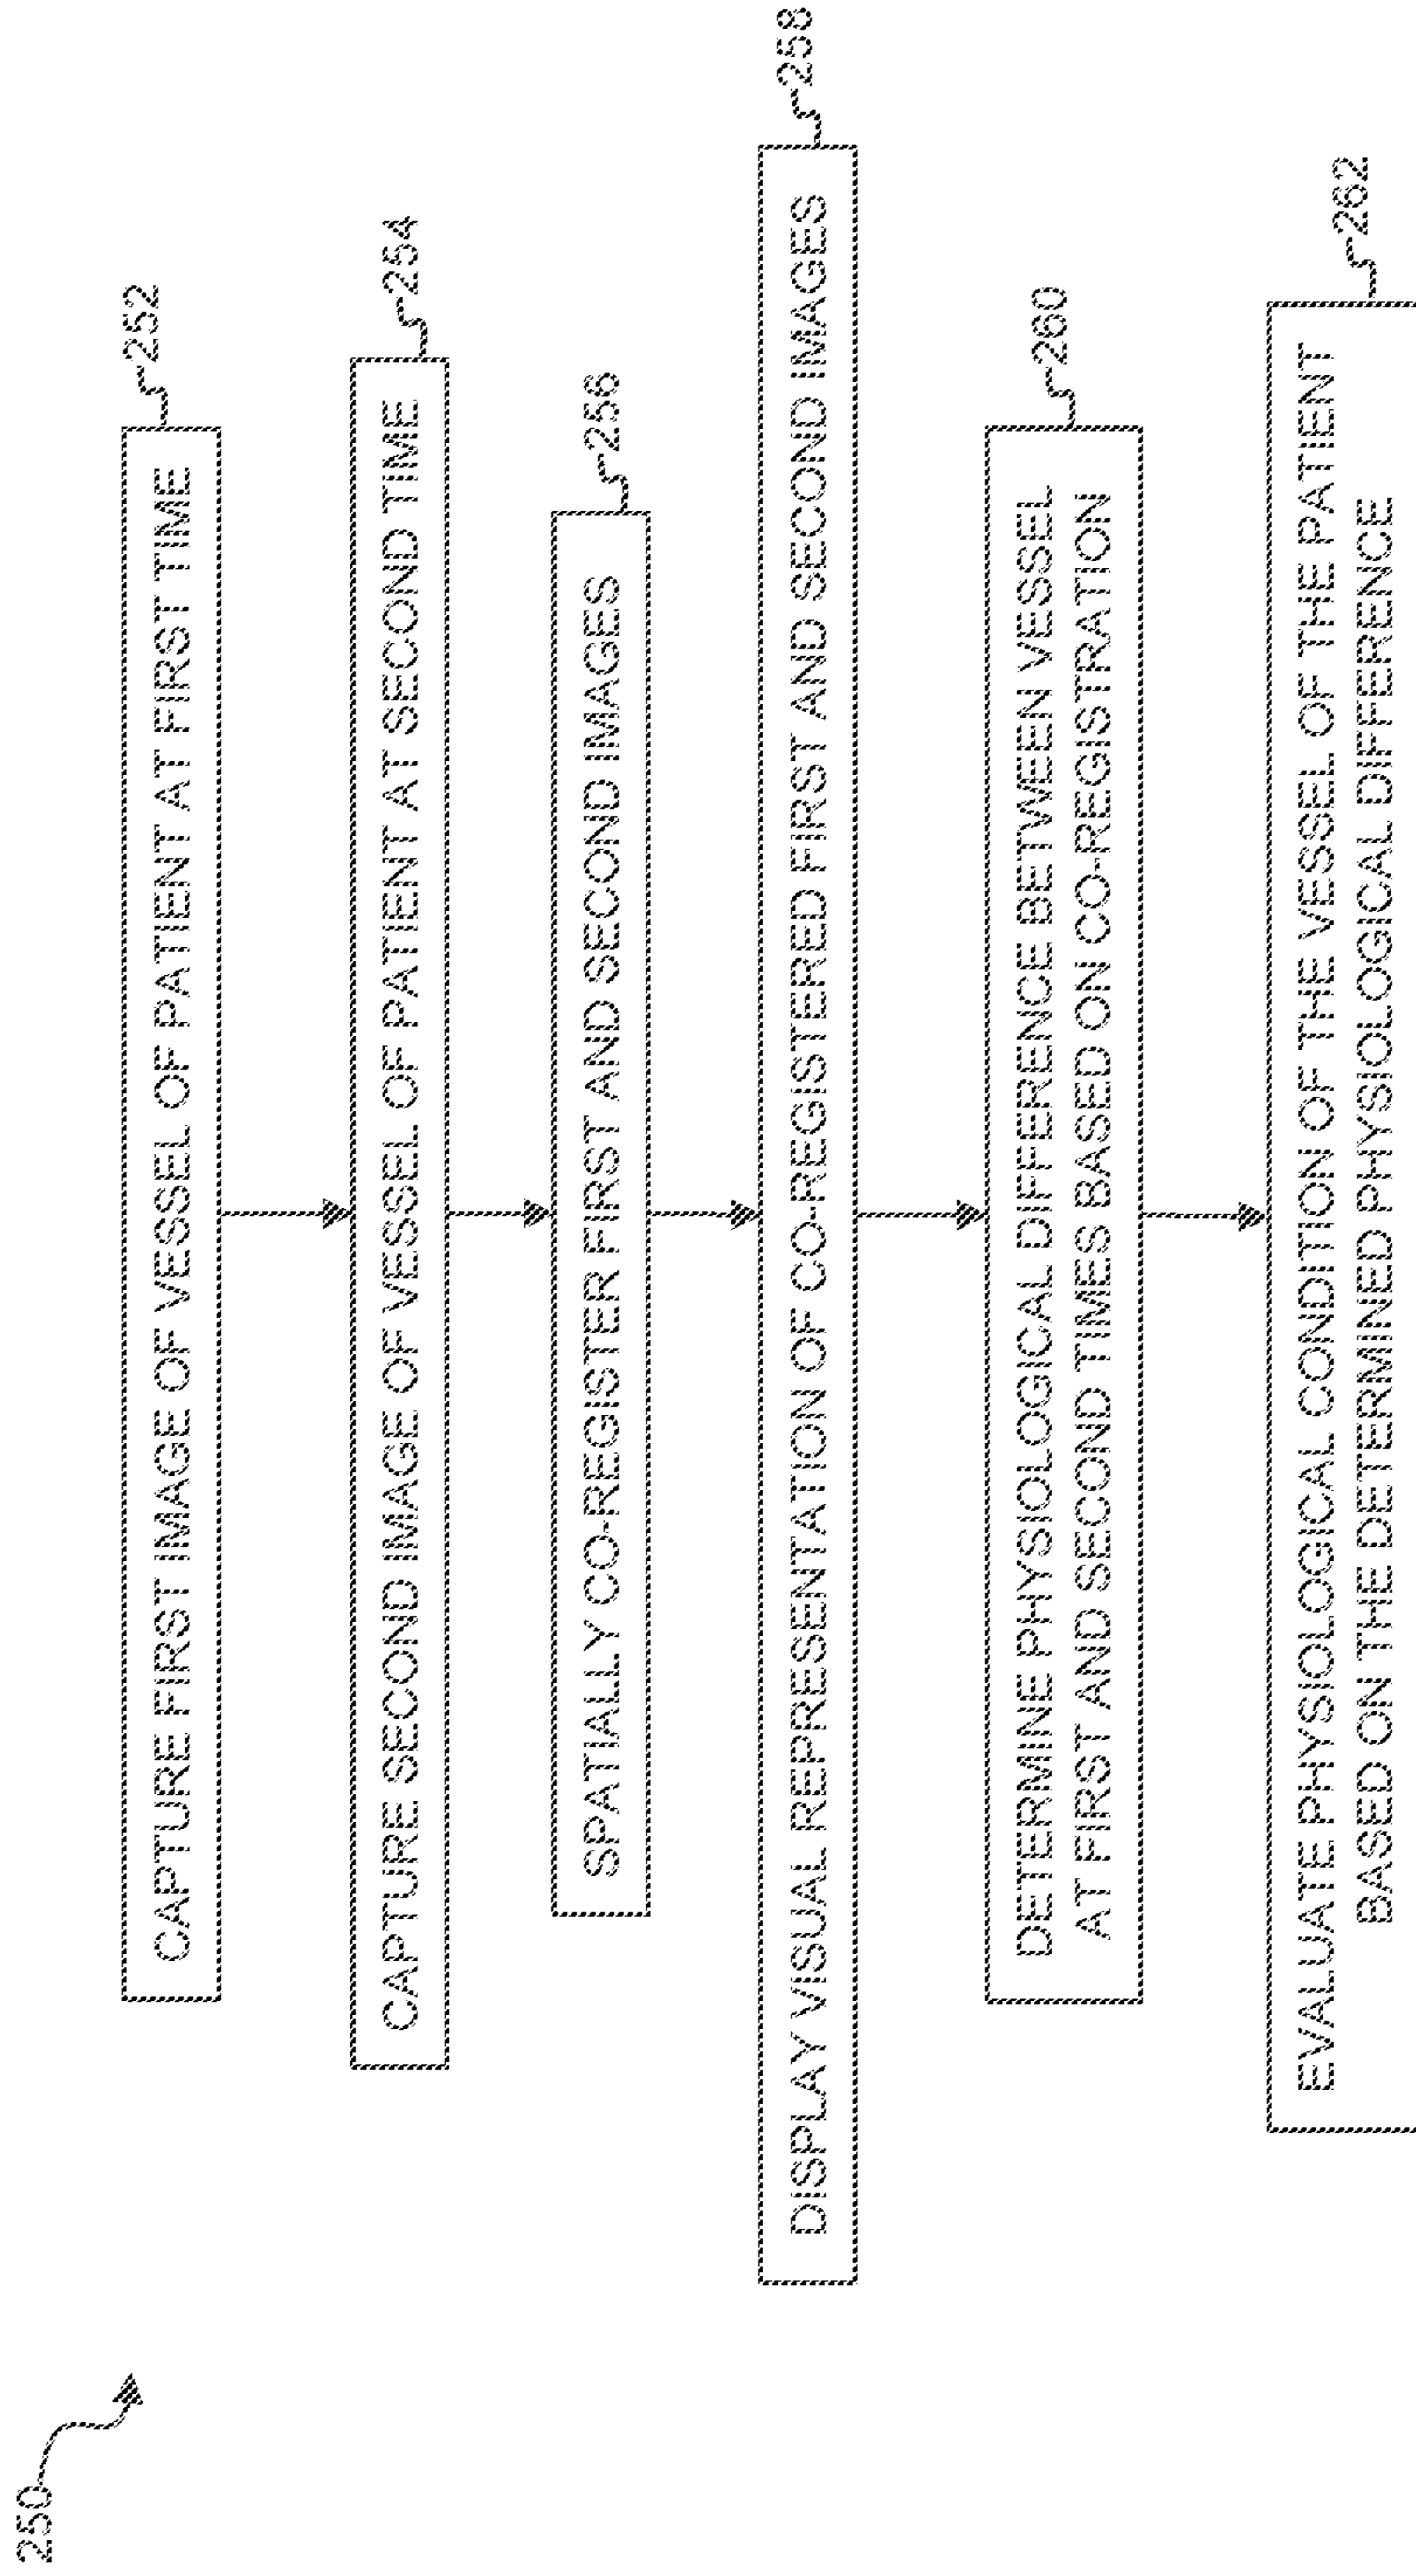 250
CAPTURE FIRST IMAGE OF VESSEL OF PATIENT AT FIRST TIME
252
CAPTURE SECOND IMAGE OF VESSEL OF PATIENT AT SECOND TIME
254
SPATIALLY CO-REGISTER FIRST AND SECOND IMAGES
256
DISPLAY VISUAL REPRESENTATION OF CO-REGISTERED FIRST AND SECOND IMAGES
258
DETERMINE PHYSIOLOGICAL DIFFERENCE BETWEEN VESSEL
AT FIRST AND SECOND TIMES BASED ON CO-REGISTRATION
260
EVALUATE PHYSIOLOGICAL CONDITION OF THE VESSEL OF THE PATIENT
BASED ON THE DETERMINED PHYSIOLOGICAL DIFFERENCE
262